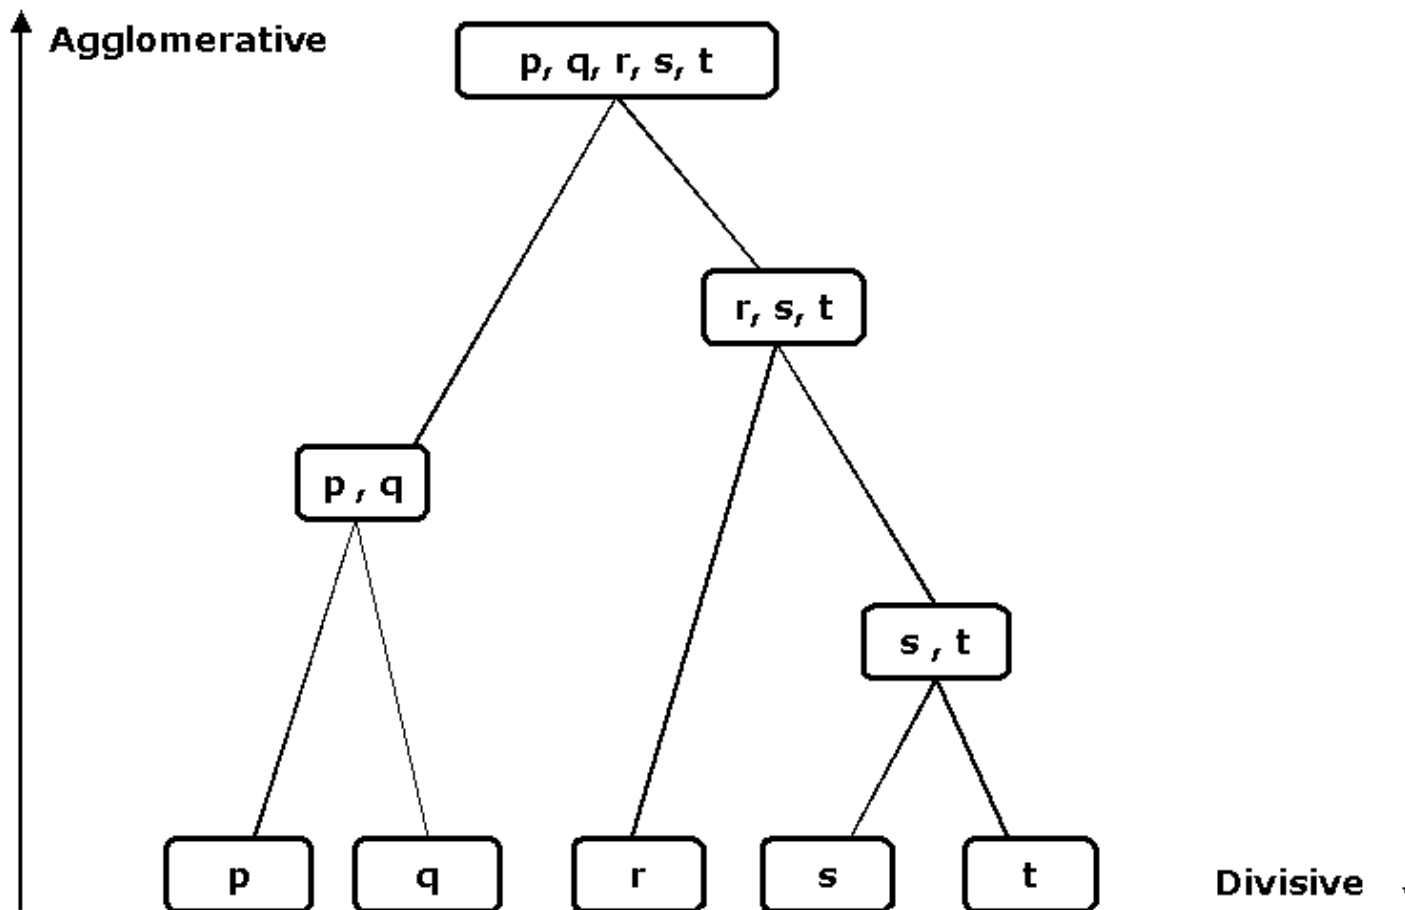 Agglomerative
p, q, r, s, t
r, s, t
p , q
s , t
p
q
r
s
t
Divisive